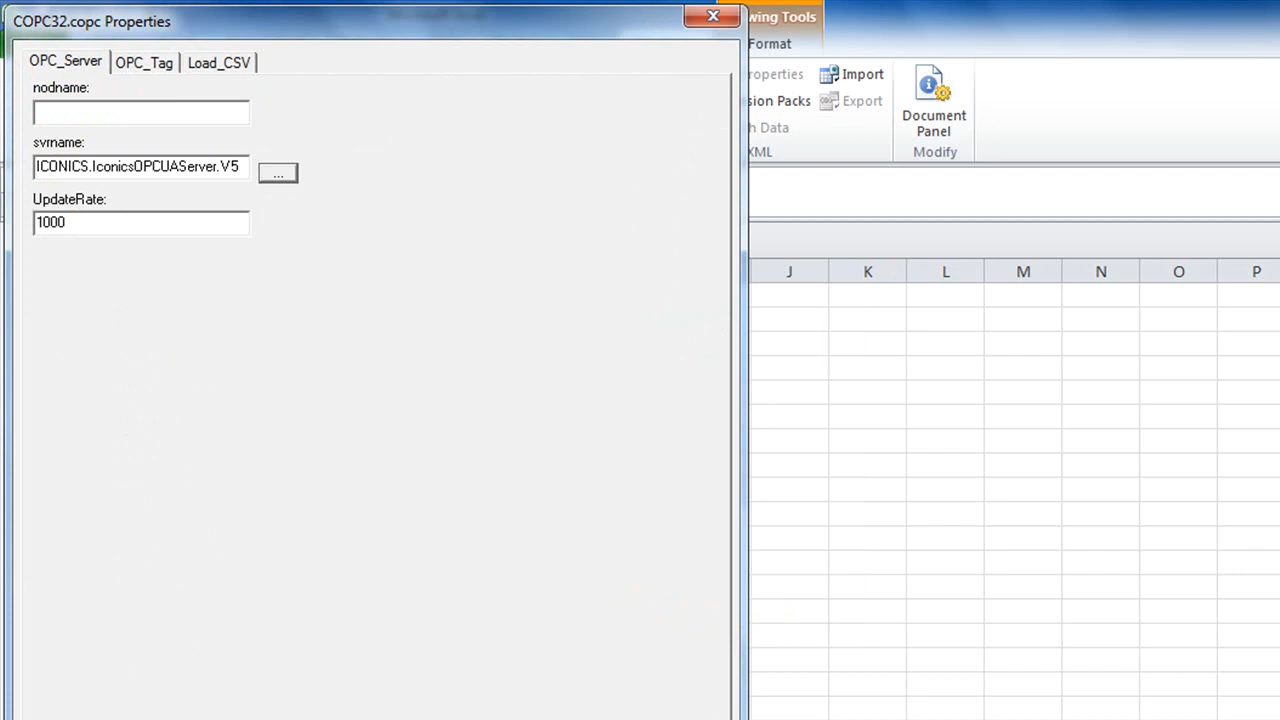 COPC32.copc Properties
wing Tools
Format
OPC_Server OPC_Tag Load_CSV
nodname:
svrname:
ICONICS.IconicsOPCUAServer.V5
...
UpdateRate:
1000
roperties
Import
sion Packs
Export
h Data
XML
Document
Panel
Modify
J K L M N O P